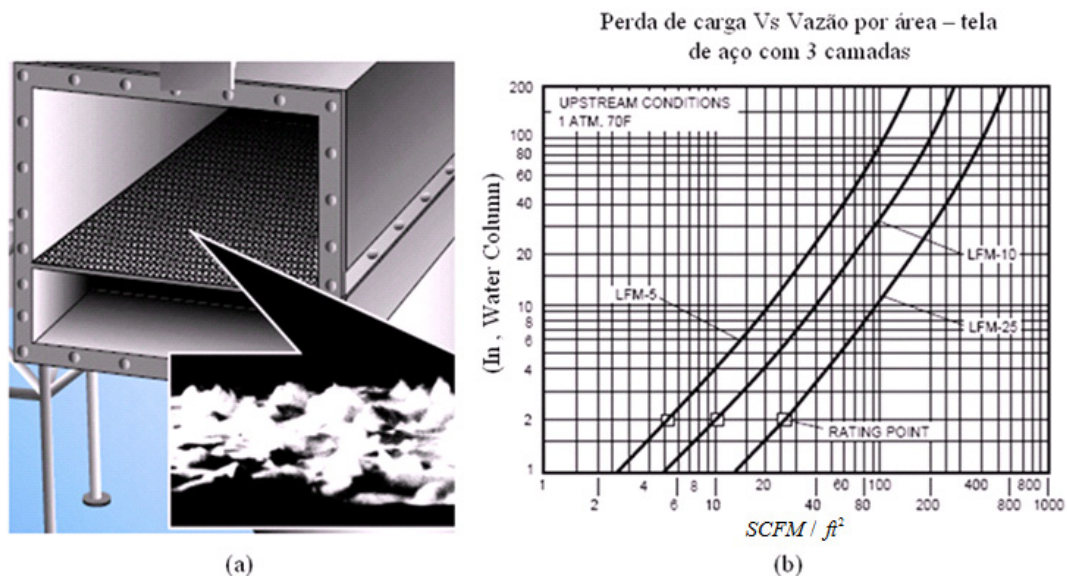 Perda de carga Vs Vazão por área – tela
de aço com 3 camadas
(In , Water Column)
200
100
80
60
40
20
10
8
6
4
2
1
UPSTREAM CONDITIONS
1 ATM. 70F
LFM-10
LFM-5
LFM-25
RATING POINT
1 2 4 6 8 10 20 40 60 80 100 200 400 600 800 1000
SCFM / ft²
(a)
(b)